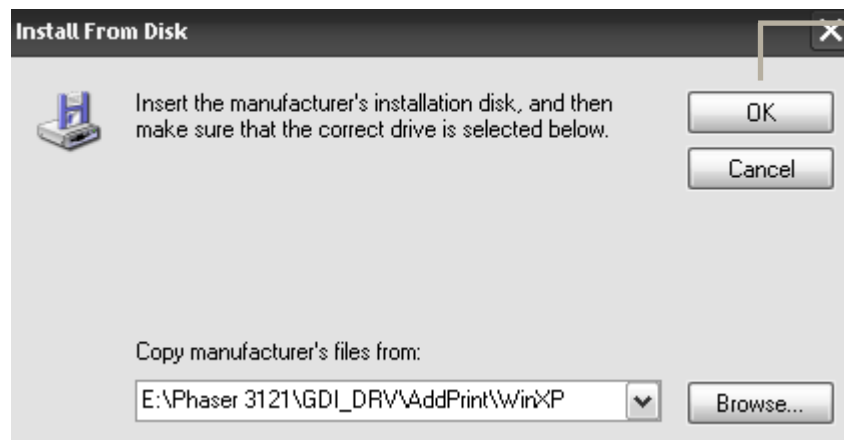 Install From Disk
Insert the manufacturer's installation disk, and then
make sure that the correct drive is selected below.
OK
Cancel
Copy manufacturer's files from:
E:\Phaser 3121\GDI_DRV\AddPrint\WinXP
Browse...